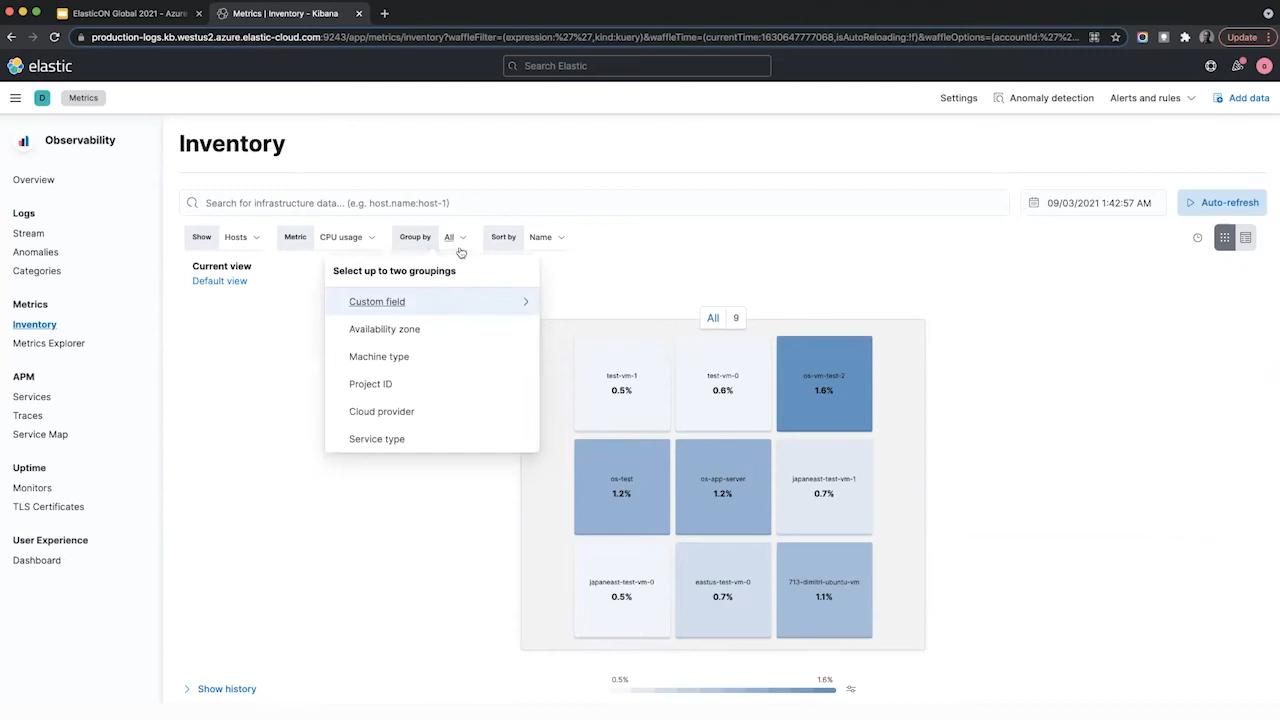 ElasticON Global 2021 - Azure
Metrics | Inventory - Kibana
production-logs.kb.westus2.azure.elastic-cloud.com:9243/app/metrics/inventory?waffleFilter=(expression:%27%27,kind:kuery)&waffleTime=(currentTime:1630647777068,isAutoReloading:!f)&waffleOptions=(accountId:%27%2...
Update
elastic
Search Elastic
o
D
Metrics
Settings
Anomaly detection
Alerts and rules
Add data
Observability
Overview
Logs
Stream
Anomalies
Categories
Metrics
Inventory
Metrics Explorer
APM
Services
Traces
Service Map
Uptime
Monitors
TLS Certificates
User Experience
Dashboard
Inventory
Search for infrastructure data... (e.g. host.name:host-1)
09/03/2021 1:42:57 AM
Auto-refresh
Show Hosts
Metric CPU usage
Group by All
Sort by Name
Current view
Default view
Select up to two groupings
Custom field
Availability zone
Machine type
Project ID
Cloud provider
Service type
All 9
test-vm-1
0.5%
test-vm-0
0.6%
os-vm-test-2
1.6%
os-test
1.2%
os-app-server
1.2%
japaneast-test-vm-1
0.7%
japaneast-test-vm-0
0.5%
eastus-test-vm-0
0.7%
713-dimitri-ubuntu-vm
1.1%
Show history
0.5%
1.6%